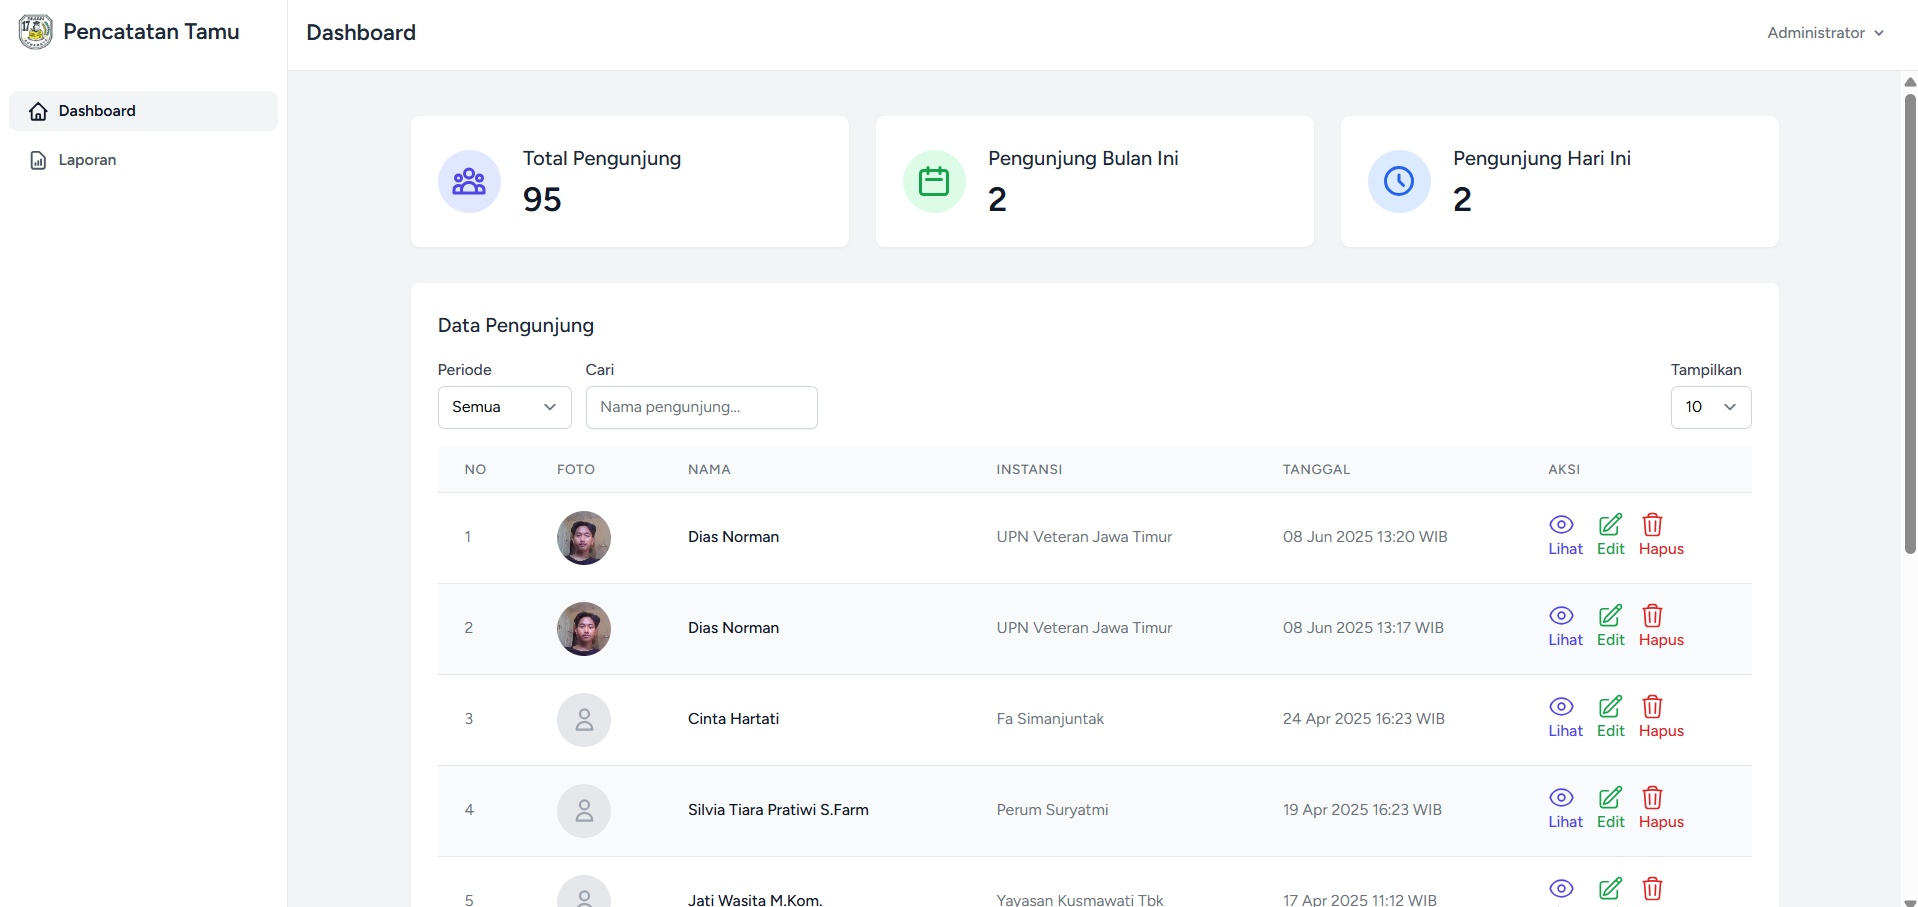 Pencatatan Tamu
Dashboard
Administrator
Dashboard
Laporan
Total Pengunjung
95
Pengunjung Bulan Ini
2
Pengunjung Hari Ini
2
Data Pengunjung
Periode Cari Tampilkan
Semua Nama pengunjung... 10
NO FOTO NAMA INSTANSI TANGGAL AKSI
1 Dias Norman UPN Veteran Jawa Timur 08 Jun 2025 13:20 WIB Lihat Edit Hapus
2 Dias Norman UPN Veteran Jawa Timur 08 Jun 2025 13:17 WIB Lihat Edit Hapus
3 Cinta Hartati Fa Simanjuntak 24 Apr 2025 16:23 WIB Lihat Edit Hapus
4 Silvia Tiara Pratiwi S.Farm Perum Suryatmi 19 Apr 2025 16:23 WIB Lihat Edit Hapus
5 Jati Wasita M.Kom. Yayasan Kusmawati Tbk 17 Apr 2025 11:12 WIB